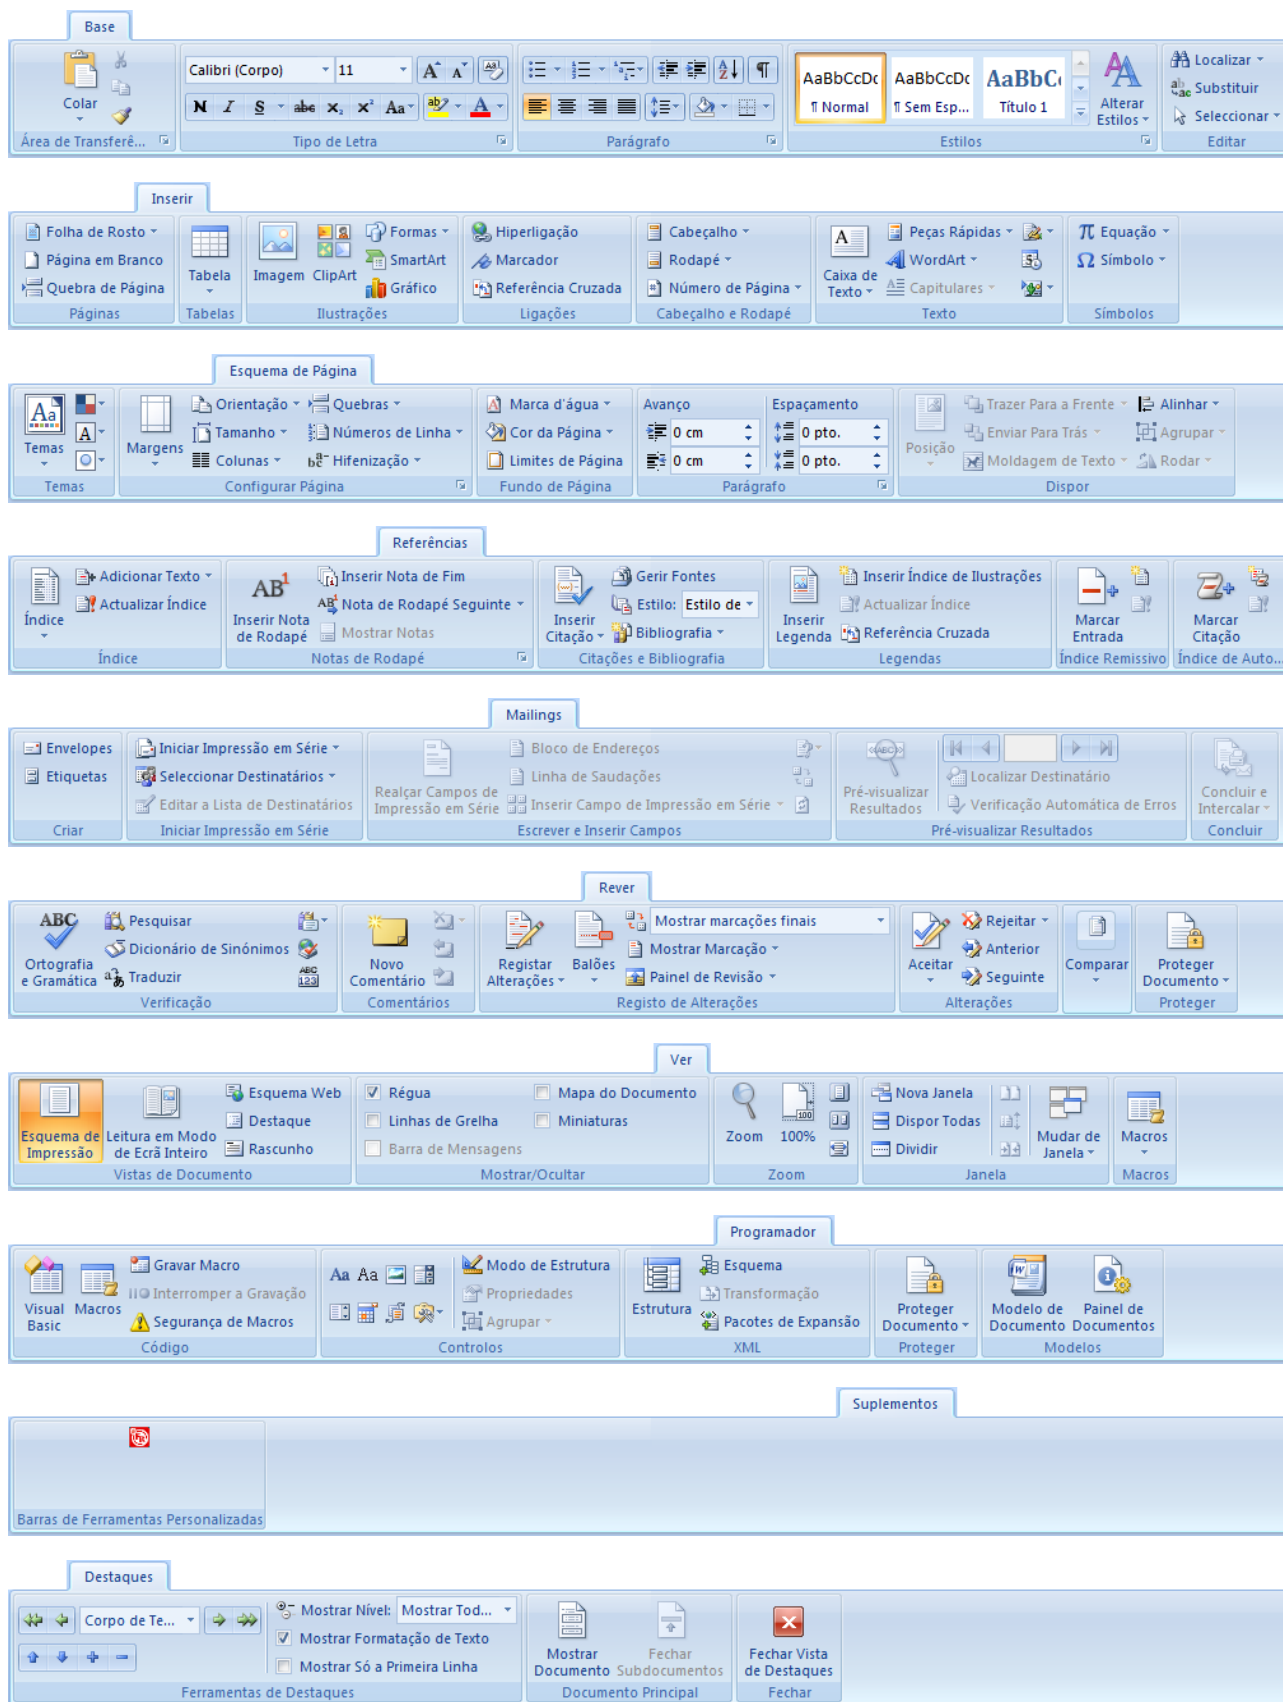 Base
Colar
Área de Transferê...
Calibri (Corpo) 11
N I S abc x₂ x² Aa
Tipo de Letra
Parágrafo
AaBbCcDc AaBbCcDc AaBbC
¶ Normal ¶ Sem Esp... Título 1
Alterar
Estilos
Estilos
Localizar
Substituir
Seleccionar
Editar
Inserir
Folha de Rosto
Página em Branco
Quebra de Página
Páginas
Tabela
Tabelas
Imagem ClipArt
Formas
SmartArt
Gráfico
Ilustrações
Hiperligação
Marcador
Referência Cruzada
Ligações
Cabeçalho
Rodapé
Número de Página
Cabeçalho e Rodapé
Caixa de
Texto
Peças Rápidas
WordArt
Capitulares
Texto
π Equação
Ω Símbolo
Símbolos
Esquema de Página
Temas
Temas
Margens
Orientação
Tamanho
Colunas
Quebras
Números de Linha
Hifenização
Configurar Página
Marca d'água
Cor da Página
Limites de Página
Fundo de Página
Avanço
0 cm
0 cm
Espaçamento
0 pto.
0 pto.
Parágrafo
Posição
Trazer Para a Frente
Enviar Para Trás
Moldagem de Texto
Alinhar
Agrupar
Rodar
Dispor
Referências
Índice
Adicionar Texto
Actualizar Índice
Índice
AB¹
Inserir Nota
de Rodapé
Inserir Nota de Fim
Nota de Rodapé Seguinte
Mostrar Notas
Notas de Rodapé
Inserir
Citação
Gerir Fontes
Estilo: Estilo de
Bibliografia
Citações e Bibliografia
Inserir
Legenda
Inserir Índice de Ilustrações
Actualizar Índice
Referência Cruzada
Legendas
Marcar
Entrada
Índice Remissivo
Marcar
Citação
Índice de Auto...
Mailings
Envelopes
Etiquetas
Criar
Iniciar Impressão em Série
Seleccionar Destinatários
Editar a Lista de Destinatários
Iniciar Impressão em Série
Realçar Campos de
Impressão em Série
Bloco de Endereços
Linha de Saudações
Inserir Campo de Impressão em Série
Escrever e Inserir Campos
«ABC»
Pré-visualizar
Resultados
Localizar Destinatário
Verificação Automática de Erros
Pré-visualizar Resultados
Concluir e
Intercalar
Concluir
Rever
ABC
Ortografia
e Gramática
Pesquisar
Dicionário de Sinónimos
Traduzir
ABC
123
Verificação
Novo
Comentário
Comentários
Registar
Alterações
Balões
Mostrar marcações finais
Mostrar Marcação
Painel de Revisão
Registo de Alterações
Aceitar
Rejeitar
Anterior
Seguinte
Alterações
Comparar
Proteger
Documento
Proteger
Ver
Esquema de
Impressão
Leitura em Modo
de Ecrã Inteiro
Esquema Web
Destaque
Rascunho
Vistas de Documento
Régua
Linhas de Grelha
Barra de Mensagens
Mapa do Documento
Miniaturas
Mostrar/Ocultar
Zoom
100
100%
Zoom
Nova Janela
Dispor Todas
Dividir
Mudar de
Janela
Janela
Macros
Macros
Programador
Visual
Basic
Macros
Gravar Macro
Interromper a Gravação
Segurança de Macros
Código
Aa Aa
Modo de Estrutura
Propriedades
Agrupar
Controlos
Estrutura
Esquema
Transformação
Pacotes de Expansão
XML
Proteger
Documento
Proteger
Modelo de
Documento
Painel de
Documentos
Modelos
Suplementos
Barras de Ferramentas Personalizadas
Destaques
Corpo de Te...
Mostrar Nível: Mostrar Tod...
Mostrar Formatação de Texto
Mostrar Só a Primeira Linha
Ferramentas de Destaques
Mostrar
Documento
Fechar
Subdocumentos
Documento Principal
Fechar Vista
de Destaques
Fechar